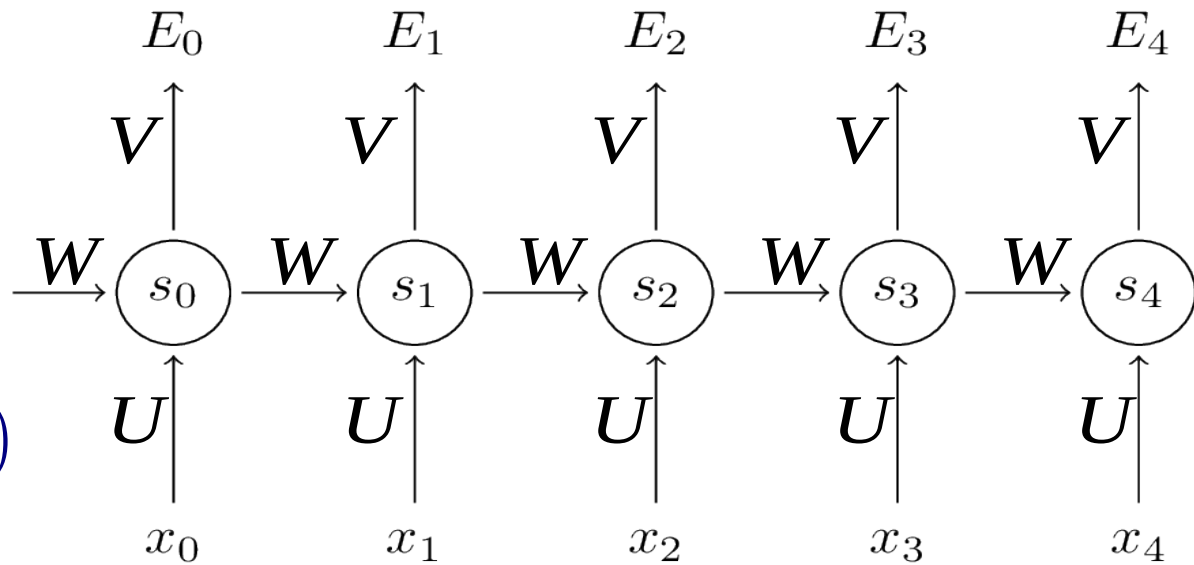 E₀ E₁ E₂ E₃ E₄
V V V V V
W W W W W
s₀ s₁ s₂ s₃ s₄
U U U U U
)
x₀ x₁ x₂ x₃ x₄